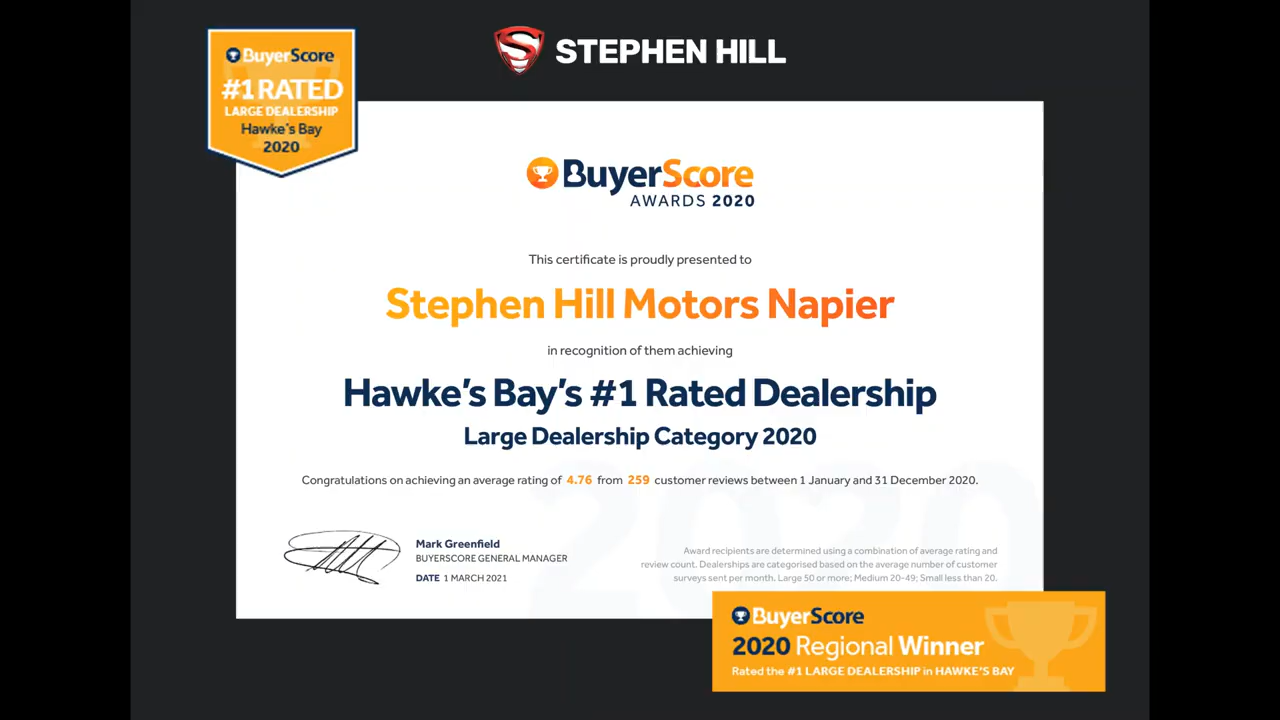 BuyerScore
#1 RATED
LARGE DEALERSHIP
Hawke's Bay
2020
STEPHEN HILL
BuyerScore
AWARDS 2020
This certificate is proudly presented to
Stephen Hill Motors Napier
in recognition of them achieving
Hawke's Bay's #1 Rated Dealership
Large Dealership Category 2020
Congratulations on achieving an average rating of 4.76 from 259 customer reviews between 1 January and 31 December 2020.
2020
Mark Greenfield
BUYERSCORE GENERAL MANAGER
DATE 1 MARCH 2021
Award recipients are determined using a combination of average rating and
review count. Dealerships are categorised based on the average number of customer
surveys sent per month. Large 50 or more; Medium 20-49; Small less than 20.
BuyerScore
2020 Regional Winner
Rated the #1 LARGE DEALERSHIP in HAWKE'S BAY